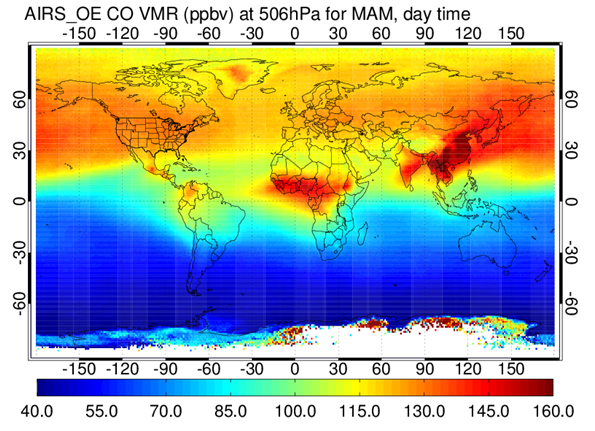 AIRS_OE CO VMR (ppbv) at 506hPa for MAM, day time
-150 -120 -90 -60 -30 0 30 60 90 120 150
60 60
30 30
0 0
-30 -30
-60 -60
-150 -120 -90 -60 -30 0 30 60 90 120 150
40.0 55.0 70.0 85.0 100.0 115.0 130.0 145.0 160.0